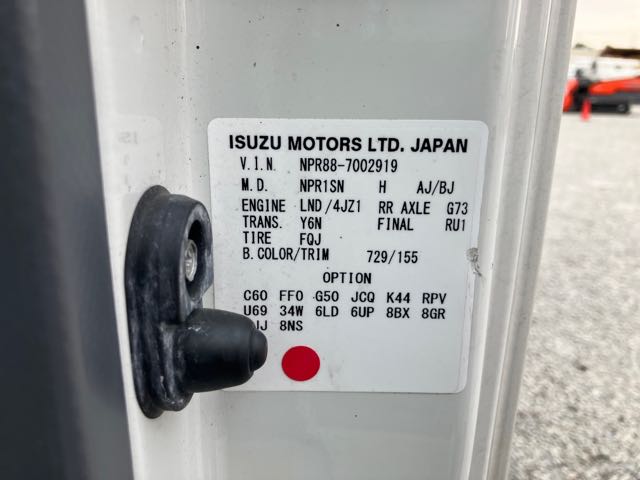 ISUZU MOTORS LTD. JAPAN
V.I.N. NPR88-7002919
M.D. NPR1SN H AJ/BJ
ENGINE LND/4JZ1 RR AXLE G73
TRANS. Y6N FINAL RU1
TIRE FQJ
B.COLOR/TRIM 729/155
OPTION
C60 FF0 G50 JCQ K44 RPV
U69 34W 6LD 6UP 8BX 8GR
8NS